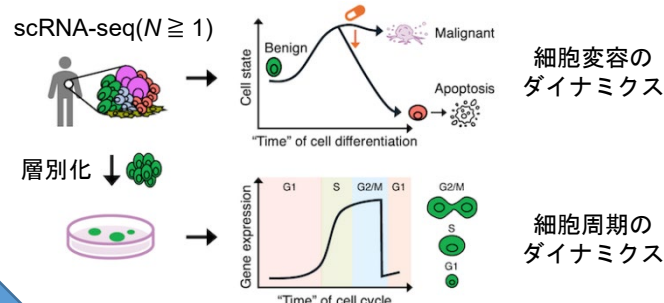 scRNA-seq(N ≧ 1)
Cell state
Benign
Malignant
Apoptosis
"Time" of cell differentiation
細胞変容の
ダイナミクス
層別化
Gene expression
G1 S G2/M G1
"Time" of cell cycle
G2/M
S
G1
細胞周期の
ダイナミクス